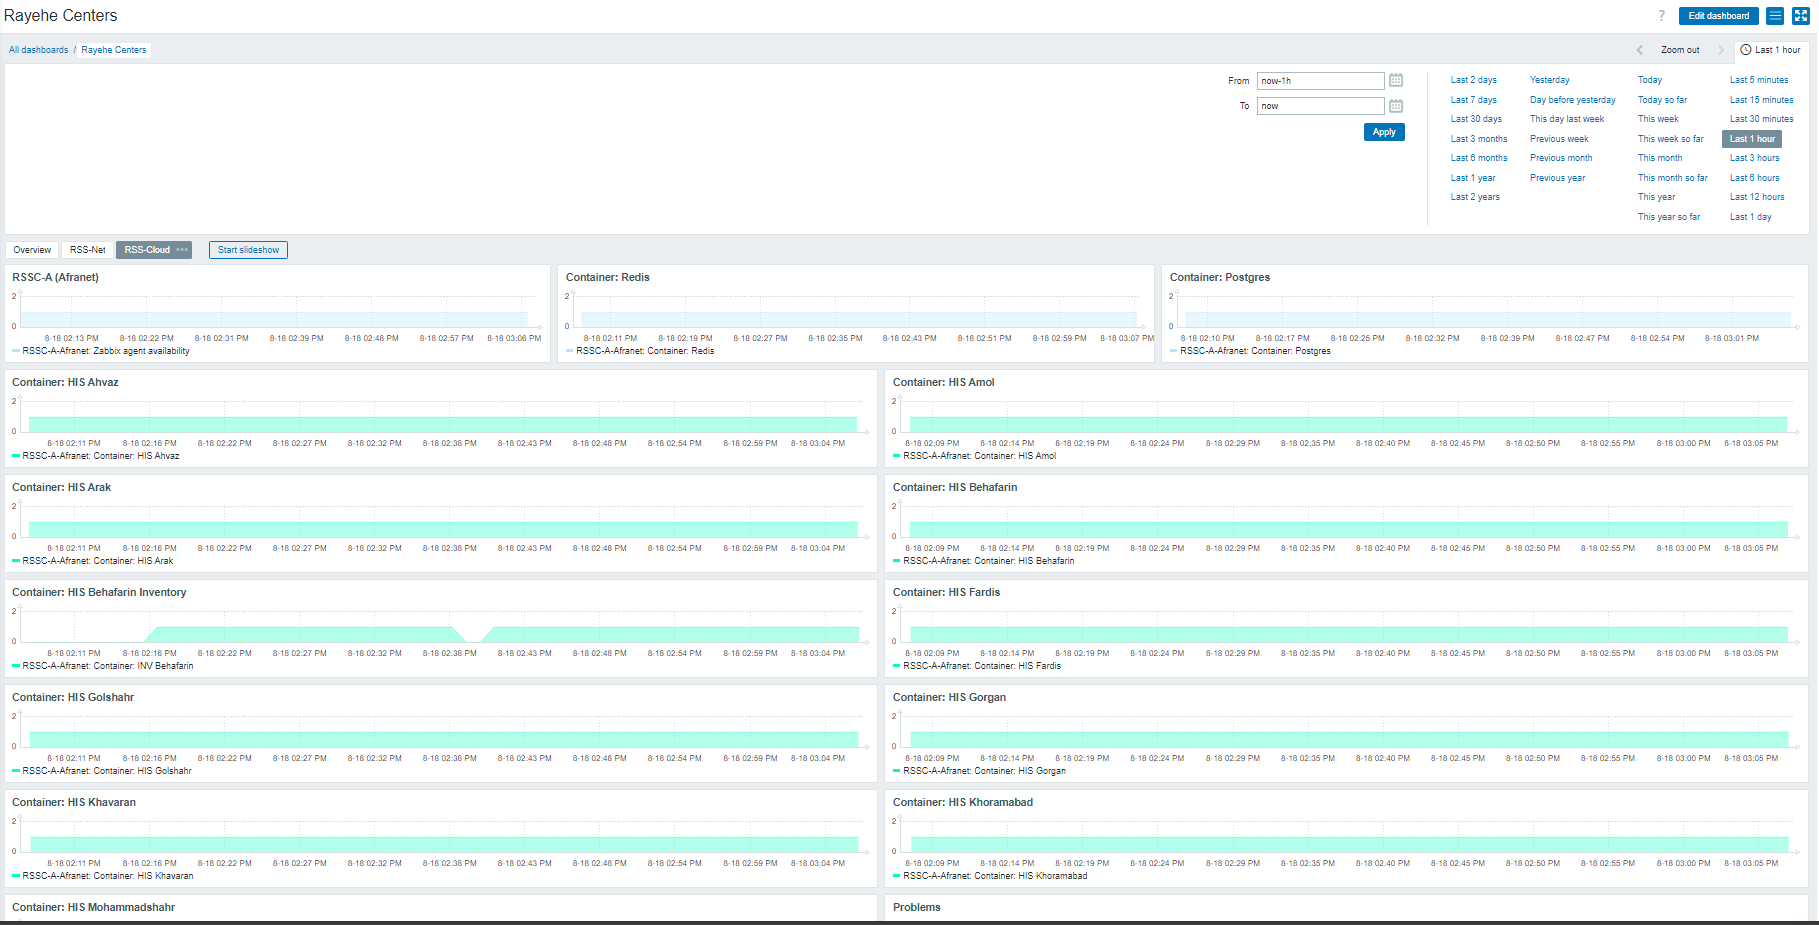 Rayehe Centers
?
Edit dashboard
All dashboards / Rayehe Centers
Zoom out
Last 1 hour
From now-1h
To now
Apply
Last 2 days Yesterday Today Last 5 minutes
Last 7 days Day before yesterday Today so far Last 15 minutes
Last 30 days This day last week This week Last 30 minutes
Last 3 months Previous week This week so far Last 1 hour
Last 6 months Previous month This month Last 3 hours
Last 1 year Previous year This month so far Last 6 hours
Last 2 years This year Last 12 hours
This year so far Last 1 day
Overview RSS-Net RSS-Cloud Start slideshow
RSSC-A (Afranet)
2
0
8-18 02:13 PM 8-18 02:22 PM 8-18 02:31 PM 8-18 02:39 PM 8-18 02:48 PM 8-18 02:57 PM 8-18 03:06 PM
RSSC-A-Afranet: Zabbix agent availability
Container: Redis
2
0
8-18 02:11 PM 8-18 02:19 PM 8-18 02:27 PM 8-18 02:35 PM 8-18 02:43 PM 8-18 02:51 PM 8-18 02:59 PM 8-18 03:07 PM
RSSC-A-Afranet: Container: Redis
Container: Postgres
2
0
8-18 02:10 PM 8-18 02:17 PM 8-18 02:25 PM 8-18 02:32 PM 8-18 02:39 PM 8-18 02:47 PM 8-18 02:54 PM 8-18 03:01 PM
RSSC-A-Afranet: Container: Postgres
Container: HIS Ahvaz
2
0
8-18 02:11 PM 8-18 02:16 PM 8-18 02:22 PM 8-18 02:27 PM 8-18 02:32 PM 8-18 02:38 PM 8-18 02:43 PM 8-18 02:48 PM 8-18 02:54 PM 8-18 02:59 PM 8-18 03:04 PM
RSSC-A-Afranet: Container: HIS Ahvaz
Container: HIS Amol
2
0
8-18 02:09 PM 8-18 02:14 PM 8-18 02:19 PM 8-18 02:24 PM 8-18 02:29 PM 8-18 02:35 PM 8-18 02:40 PM 8-18 02:45 PM 8-18 02:50 PM 8-18 02:55 PM 8-18 03:00 PM 8-18 03:05 PM
RSSC-A-Afranet: Container: HIS Amol
Container: HIS Arak
2
0
8-18 02:11 PM 8-18 02:16 PM 8-18 02:22 PM 8-18 02:27 PM 8-18 02:32 PM 8-18 02:38 PM 8-18 02:43 PM 8-18 02:48 PM 8-18 02:54 PM 8-18 02:59 PM 8-18 03:04 PM
RSSC-A-Afranet: Container: HIS Arak
Container: HIS Behafarin
2
0
8-18 02:09 PM 8-18 02:14 PM 8-18 02:19 PM 8-18 02:24 PM 8-18 02:29 PM 8-18 02:35 PM 8-18 02:40 PM 8-18 02:45 PM 8-18 02:50 PM 8-18 02:55 PM 8-18 03:00 PM 8-18 03:05 PM
RSSC-A-Afranet: Container: HIS Behafarin
Container: HIS Behafarin Inventory
2
0
8-18 02:11 PM 8-18 02:16 PM 8-18 02:22 PM 8-18 02:27 PM 8-18 02:32 PM 8-18 02:38 PM 8-18 02:43 PM 8-18 02:48 PM 8-18 02:54 PM 8-18 02:59 PM 8-18 03:04 PM
RSSC-A-Afranet: Container: INV Behafarin
Container: HIS Fardis
2
0
8-18 02:09 PM 8-18 02:14 PM 8-18 02:19 PM 8-18 02:24 PM 8-18 02:29 PM 8-18 02:35 PM 8-18 02:40 PM 8-18 02:45 PM 8-18 02:50 PM 8-18 02:55 PM 8-18 03:00 PM 8-18 03:05 PM
RSSC-A-Afranet: Container: HIS Fardis
Container: HIS Golshahr
2
0
8-18 02:11 PM 8-18 02:16 PM 8-18 02:22 PM 8-18 02:27 PM 8-18 02:32 PM 8-18 02:38 PM 8-18 02:43 PM 8-18 02:48 PM 8-18 02:54 PM 8-18 02:59 PM 8-18 03:04 PM
RSSC-A-Afranet: Container: HIS Golshahr
Container: HIS Gorgan
2
0
8-18 02:09 PM 8-18 02:14 PM 8-18 02:19 PM 8-18 02:24 PM 8-18 02:29 PM 8-18 02:35 PM 8-18 02:40 PM 8-18 02:45 PM 8-18 02:50 PM 8-18 02:55 PM 8-18 03:00 PM 8-18 03:05 PM
RSSC-A-Afranet: Container: HIS Gorgan
Container: HIS Khavaran
2
0
8-18 02:11 PM 8-18 02:16 PM 8-18 02:22 PM 8-18 02:27 PM 8-18 02:32 PM 8-18 02:38 PM 8-18 02:43 PM 8-18 02:48 PM 8-18 02:54 PM 8-18 02:59 PM 8-18 03:04 PM
RSSC-A-Afranet: Container: HIS Khavaran
Container: HIS Khoramabad
2
0
8-18 02:09 PM 8-18 02:14 PM 8-18 02:19 PM 8-18 02:24 PM 8-18 02:29 PM 8-18 02:35 PM 8-18 02:40 PM 8-18 02:45 PM 8-18 02:50 PM 8-18 02:55 PM 8-18 03:00 PM 8-18 03:05 PM
RSSC-A-Afranet: Container: HIS Khoramabad
Container: HIS Mohammadshahr
Problems